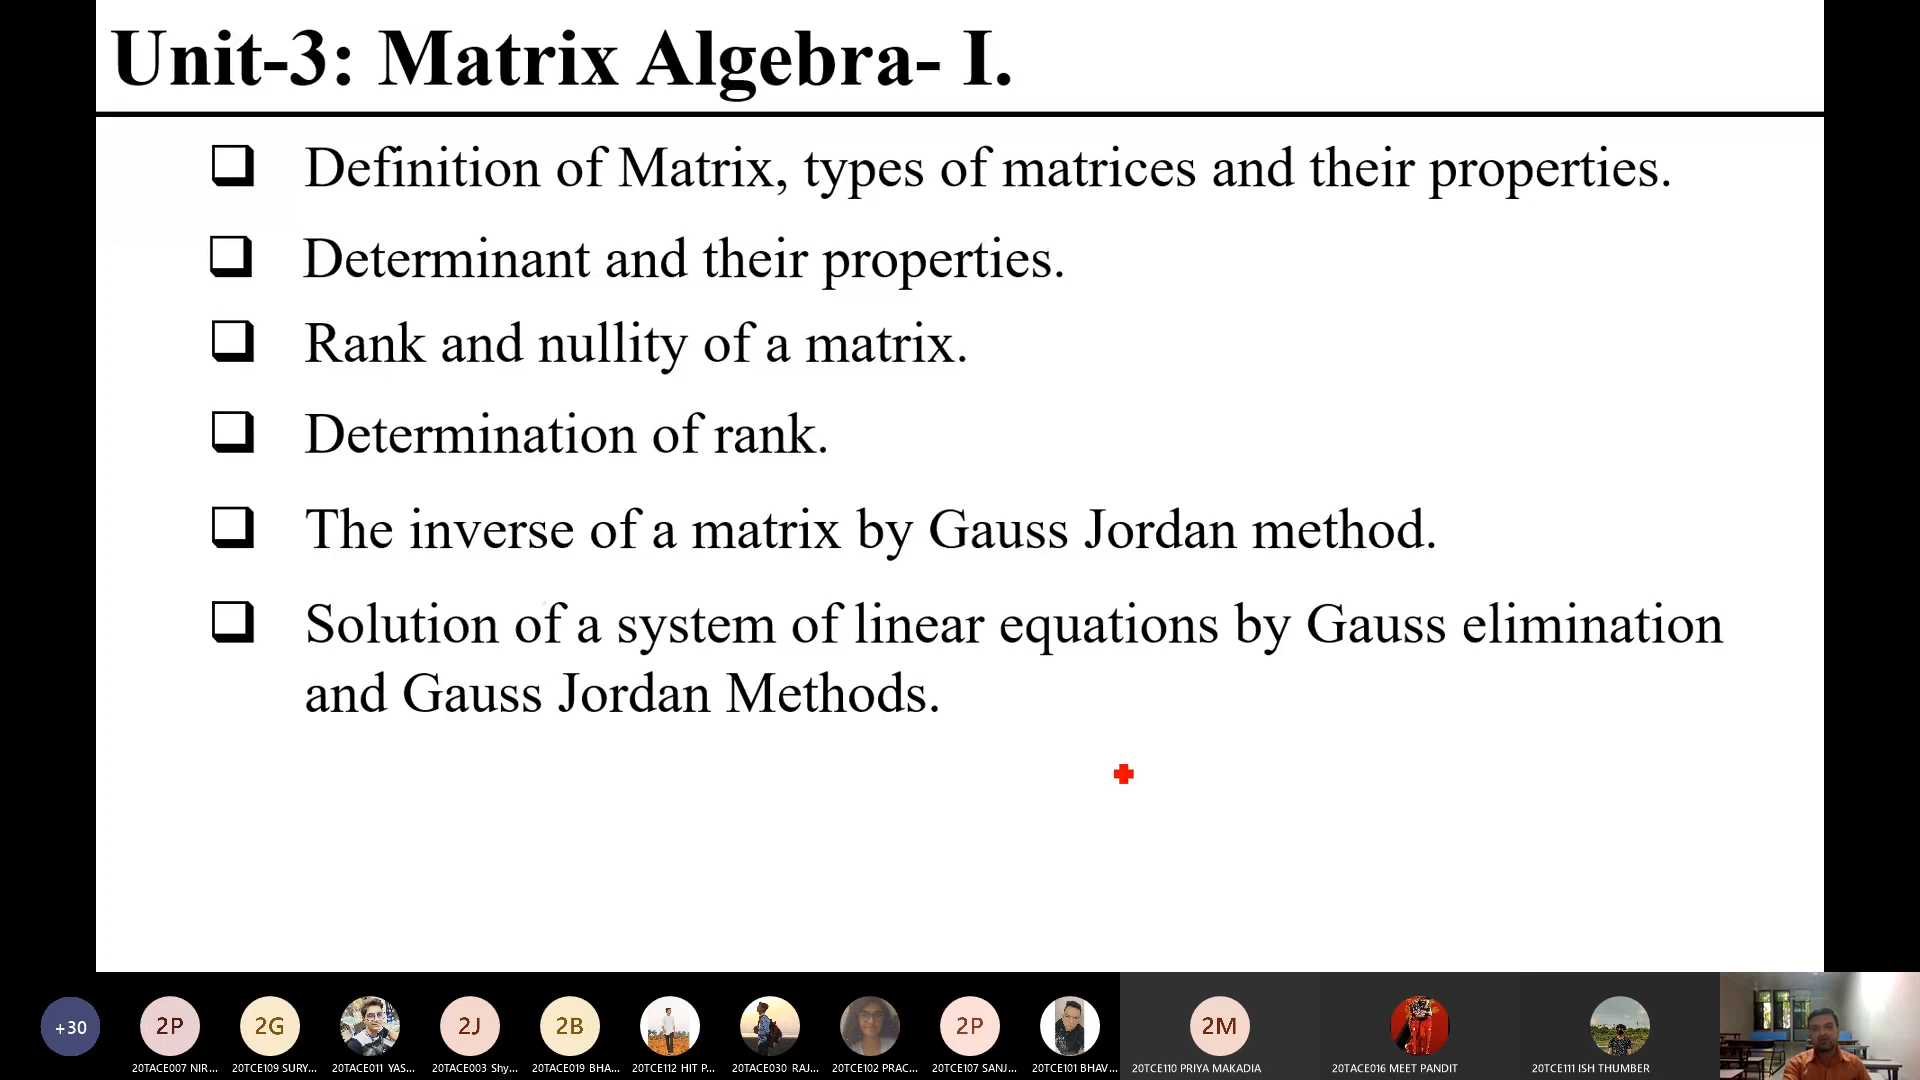 Unit-3: Matrix Algebra- I.
Definition of Matrix, types of matrices and their properties.
Determinant and their properties.
Rank and nullity of a matrix.
Determination of rank.
The inverse of a matrix by Gauss Jordan method.
Solution of a system of linear equations by Gauss elimination
and Gauss Jordan Methods.
+30
2P
2G
2J
2B
2P
2M
20TACE007 NIR...
20TCE109 SURY...
20TACE011 YAS...
20TACE003 Shy...
20TACE019 BHA...
20TCE112 HIT P...
20TACE030 RAJ...
20TCE102 PRAC...
20TCE107 SANJ...
20TCE101 BHAV...
20TCE110 PRIYA MAKADIA
20TACE016 MEET PANDIT
20TCE111 ISH THUMBER